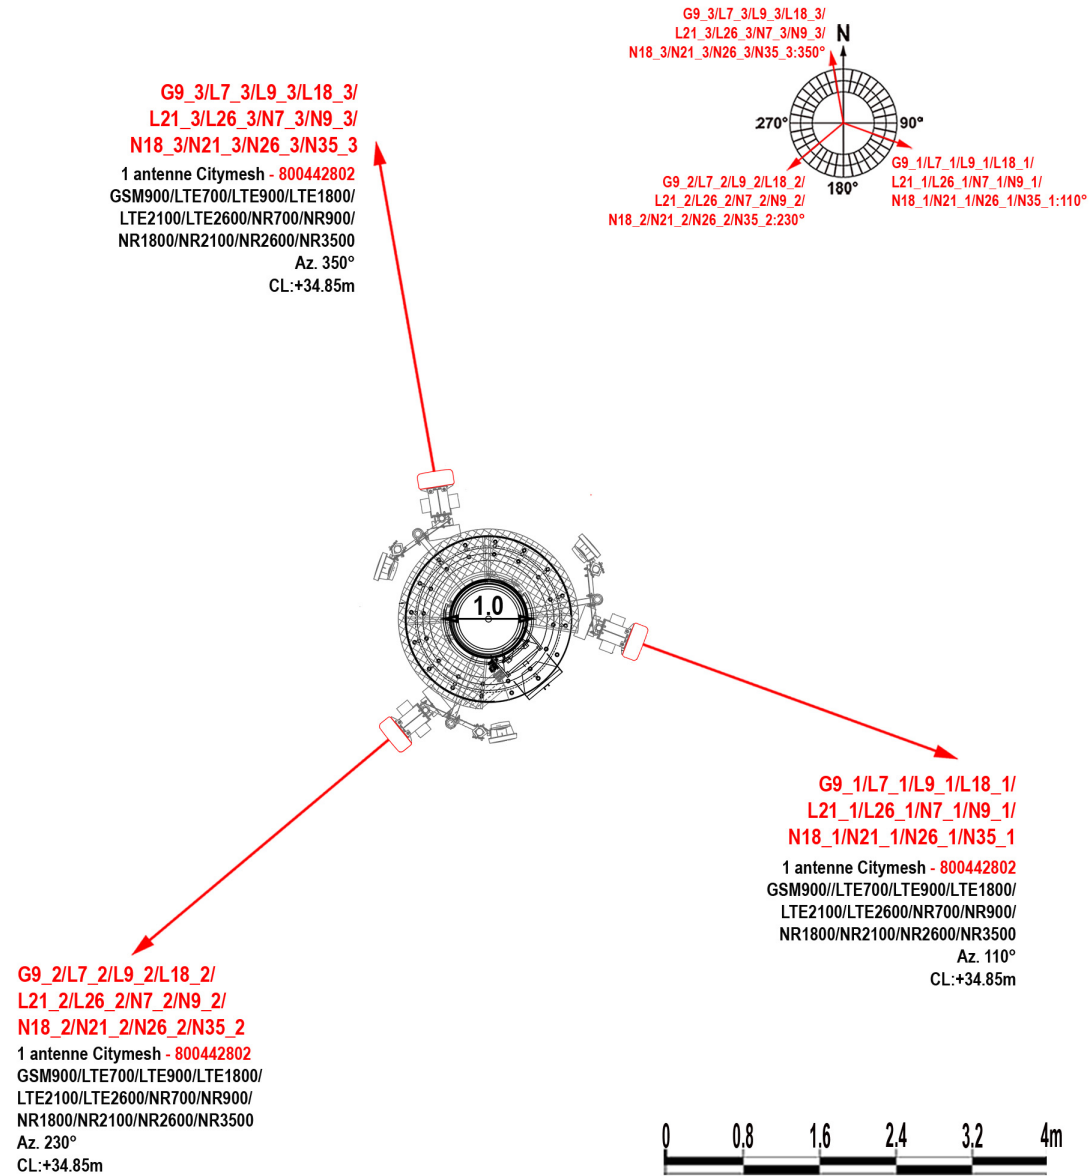 G9_3/L7_3/L9_3/L18_3/
L21_3/L26_3/N7_3/N9_3/
N18_3/N21_3/N26_3/N35_3:350°
N
270°
90°
180°
G9_1/L7_1/L9_1/L18_1/
L21_1/L26_1/N7_1/N9_1/
N18_1/N21_1/N26_1/N35_1:110°
G9_2/L7_2/L9_2/L18_2/
L21_2/L26_2/N7_2/N9_2/
N18_2/N21_2/N26_2/N35_2:230°
G9_3/L7_3/L9_3/L18_3/
L21_3/L26_3/N7_3/N9_3/
N18_3/N21_3/N26_3/N35_3
1 antenne Citymesh - 800442802
GSM900/LTE700/LTE900/LTE1800/
LTE2100/LTE2600/NR700/NR900/
NR1800/NR2100/NR2600/NR3500
Az. 350°
CL:+34.85m
1.0
G9_1/L7_1/L9_1/L18_1/
L21_1/L26_1/N7_1/N9_1/
N18_1/N21_1/N26_1/N35_1
1 antenne Citymesh - 800442802
GSM900//LTE700/LTE900/LTE1800/
LTE2100/LTE2600/NR700/NR900/
NR1800/NR2100/NR2600/NR3500
Az. 110°
CL:+34.85m
G9_2/L7_2/L9_2/L18_2/
L21_2/L26_2/N7_2/N9_2/
N18_2/N21_2/N26_2/N35_2
1 antenne Citymesh - 800442802
GSM900/LTE700/LTE900/LTE1800/
LTE2100/LTE2600/NR700/NR900/
NR1800/NR2100/NR2600/NR3500
Az. 230°
CL:+34.85m
0 0.8 1.6 2.4 3.2 4m